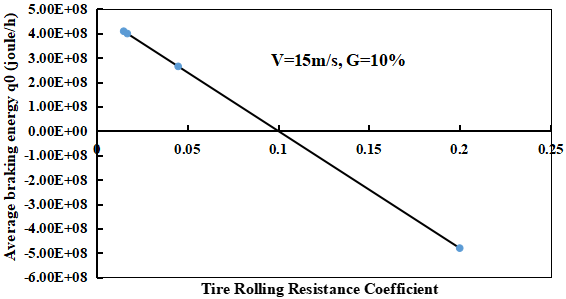 5.00E+08
4.00E+08
3.00E+08
2.00E+08
1.00E+08
0.00E+00
-1.00E+08
-2.00E+08
-3.00E+08
-4.00E+08
-5.00E+08
-6.00E+08
0
0.05
0.1
0.15
0.2
0.25
V=15m/s, G=10%
Average braking energy q0 (joule/h)
Tire Rolling Resistance Coefficient